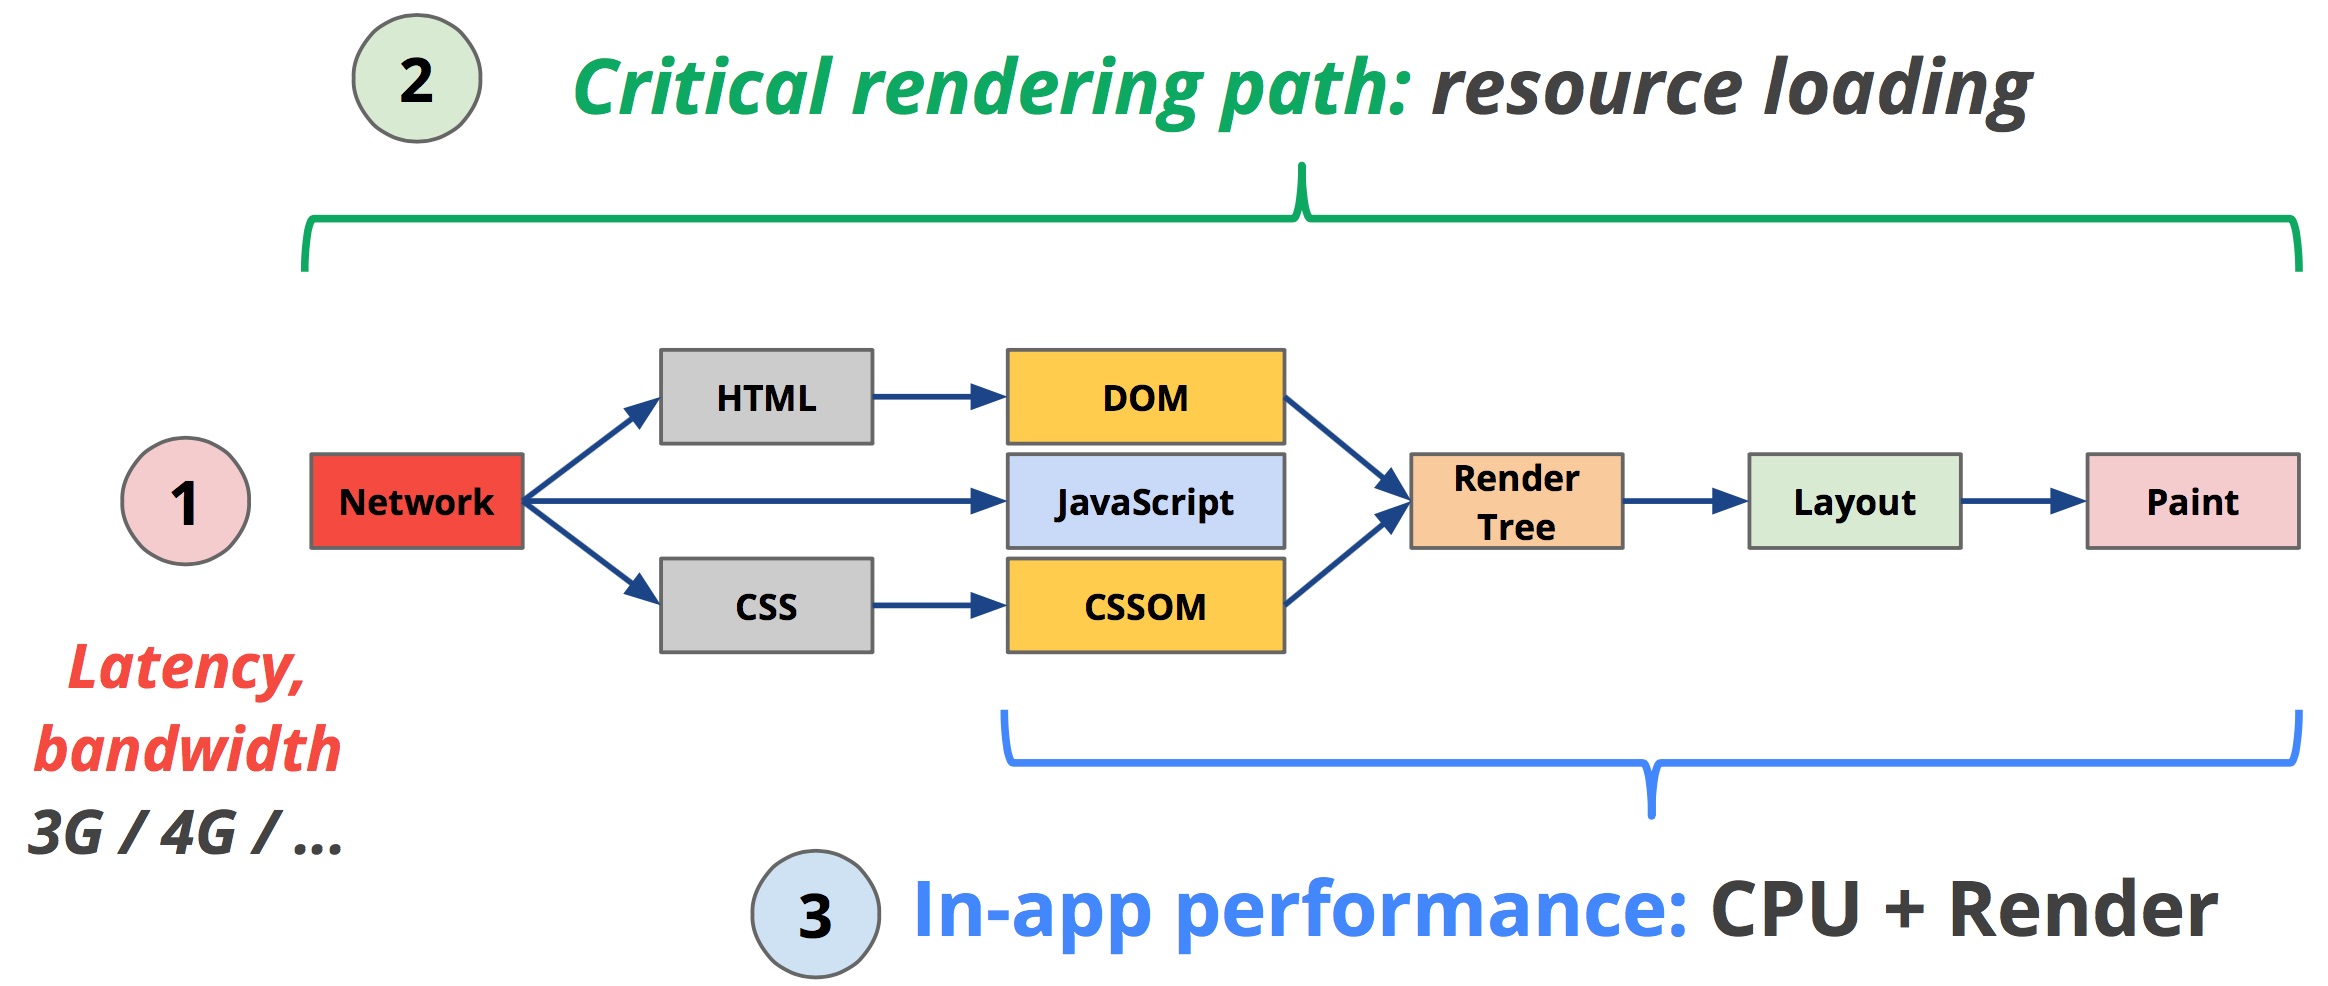 2
Critical rendering path: resource loading
HTML
DOM
1
Network
JavaScript
Render
Tree
Layout
Paint
CSS
CSSOM
Latency,
bandwidth
3G / 4G / ...
3
In-app performance: CPU + Render